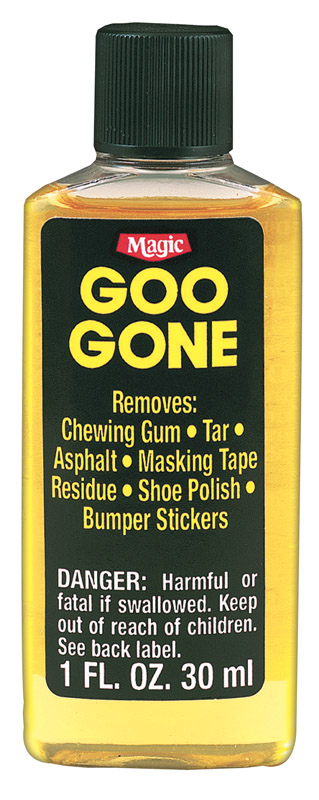 Magic
GOO
GONE
Removes:
Chewing Gum • Tar •
Asphalt • Masking Tape
Residue • Shoe Polish •
Bumper Stickers
DANGER: Harmful or
fatal if swallowed. Keep
out of reach of children.
See back label.
1 FL. OZ. 30 ml